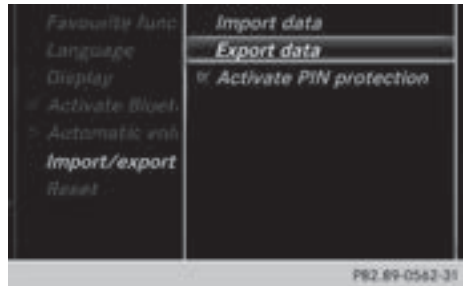 Favourite func
Language
Display
Activate Bluet
Automatic
Import/export
Reset
Import data
Export data
Activate PIN protection
P82.89-0562-31